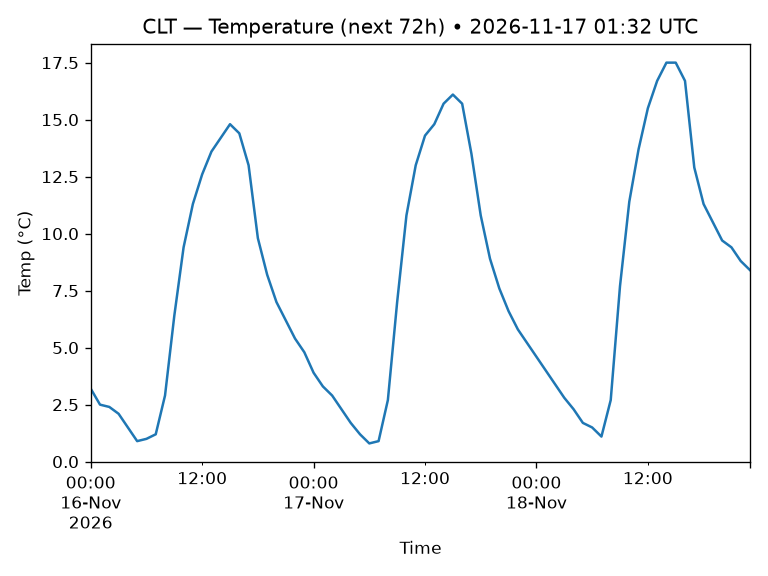 CLT — Temperature (next 72h) • 2026-11-17 01:32 UTC
17.5
15.0
12.5
10.0
7.5
5.0
2.5
0.0
Temp (°C)
00:00 12:00 00:00 12:00 00:00 12:00
16-Nov 17-Nov 18-Nov
2026
Time